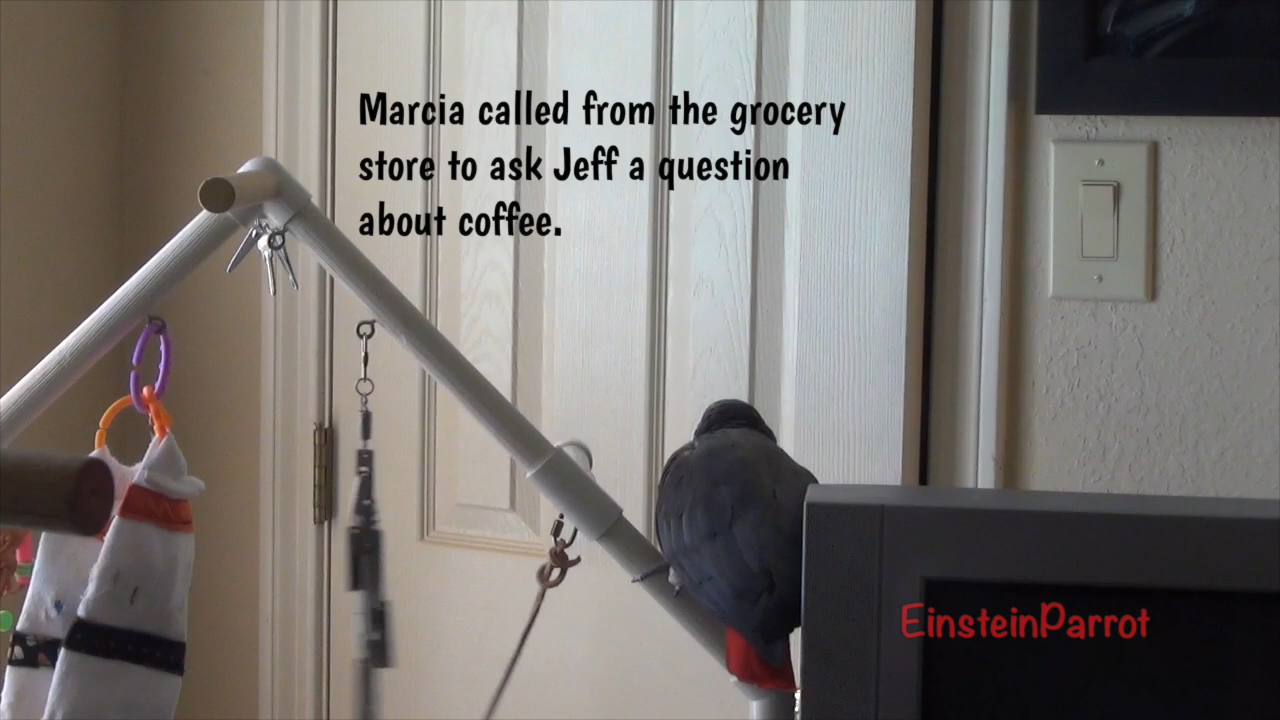 Marcia called from the grocery
store to ask Jeff a question
about coffee.
EinsteinParrot